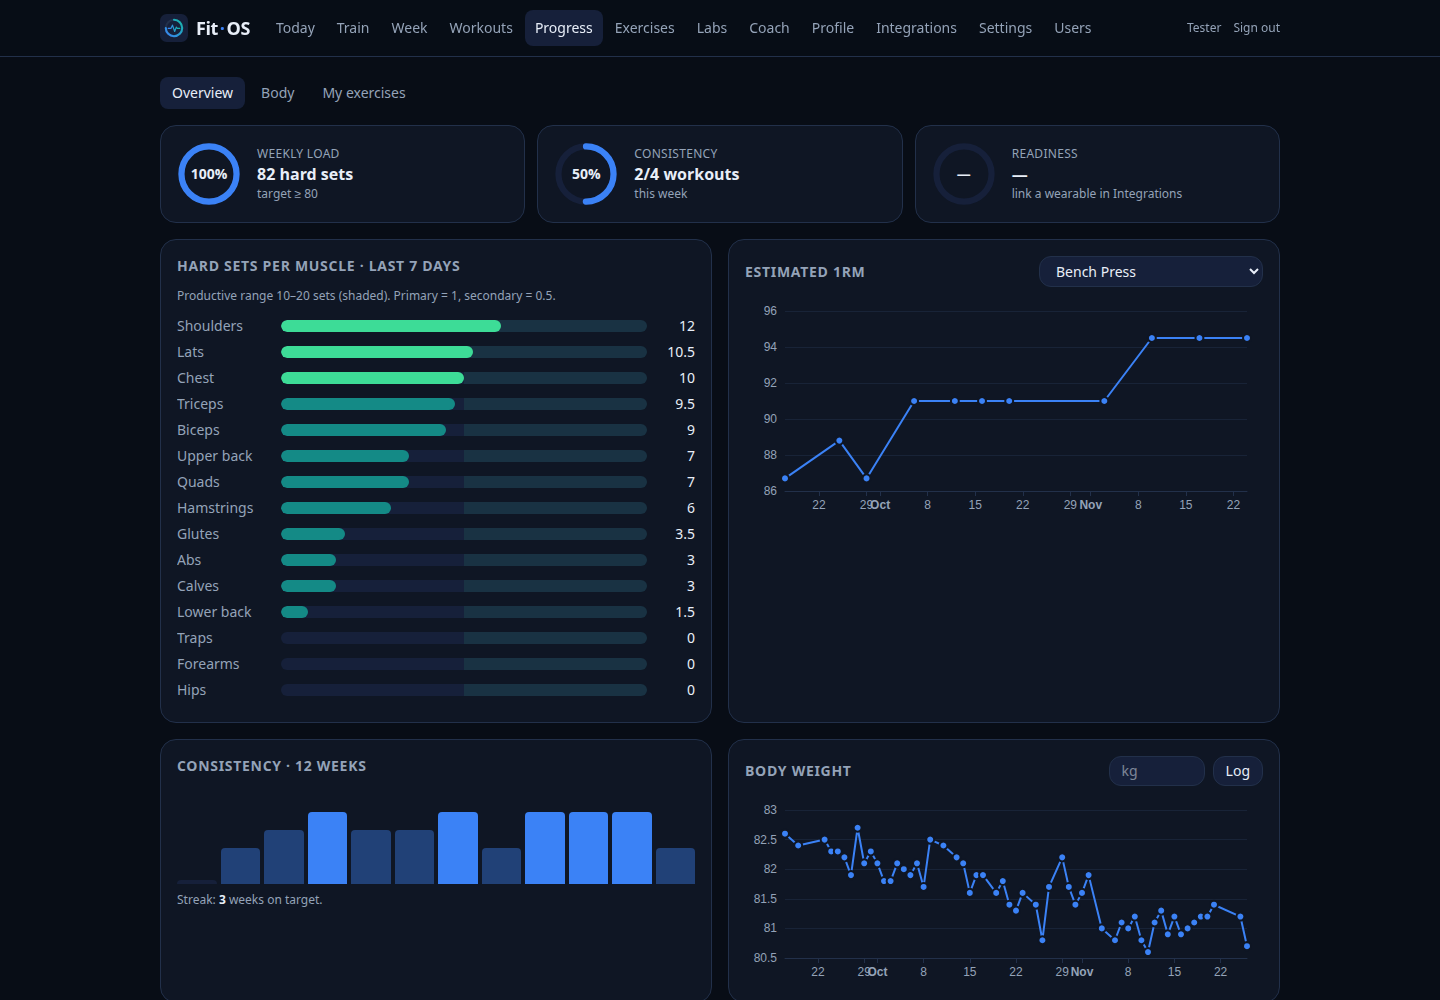 Fit·OS Today Train Week Workouts Progress Exercises Labs Coach Profile Integrations Settings Users Tester Sign out
Overview Body My exercises
100%
WEEKLY LOAD
82 hard sets
target ≥ 80
50%
CONSISTENCY
2/4 workouts
this week
—
READINESS
—
link a wearable in Integrations
HARD SETS PER MUSCLE · LAST 7 DAYS
Productive range 10–20 sets (shaded). Primary = 1, secondary = 0.5.
Shoulders 12
Lats 10.5
Chest 10
Triceps 9.5
Biceps 9
Upper back 7
Quads 7
Hamstrings 6
Glutes 3.5
Abs 3
Calves 3
Lower back 1.5
Traps 0
Forearms 0
Hips 0
ESTIMATED 1RM Bench Press
96
94
92
90
88
86
22 29 Oct 8 15 22 29 Nov 8 15 22
CONSISTENCY · 12 WEEKS
Streak: 3 weeks on target.
BODY WEIGHT kg Log
83
82.5
82
81.5
81
80.5
22 29 Oct 8 15 22 29 Nov 8 15 22